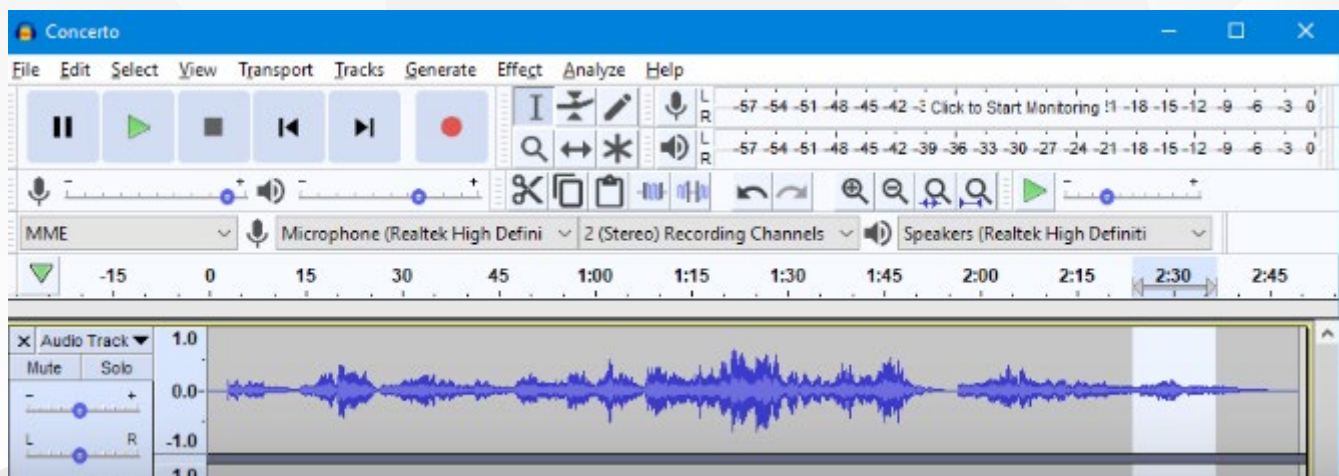 Concerto
File Edit Select View Transport Tracks Generate Effect Analyze Help
L -57 -54 -51 -48 -45 -42 -3 Click to Start Monitoring !1 -18 -15 -12 -9 -6 -3 0
R
L -57 -54 -51 -48 -45 -42 -39 -36 -33 -30 -27 -24 -21 -18 -15 -12 -9 -6 -3 0
R
- + - + - +
MME Microphone (Realtek High Defini 2 (Stereo) Recording Channels Speakers (Realtek High Definiti
-15 0 15 30 45 1:00 1:15 1:30 1:45 2:00 2:15 2:30 2:45
X Audio Track 1.0
Mute Solo
- + 0.0
L R -1.0
1.0